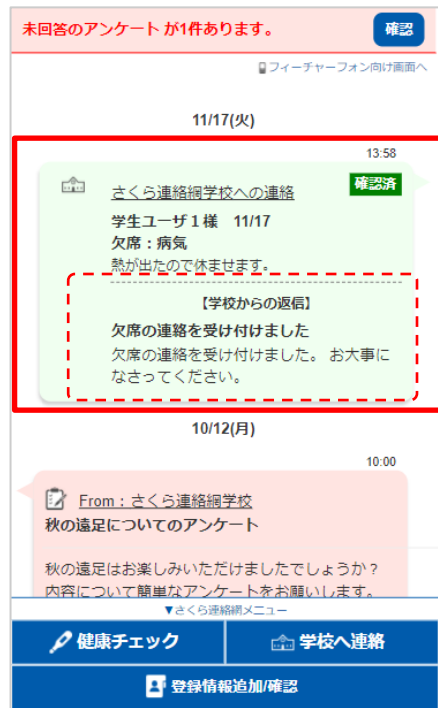 未回答のアンケート が1件あります。
確認
フィーチャーフォン向け画面へ
11/17(火)
13:58
さくら連絡網学校への連絡
確認済
学生ユーザ１様 11/17
欠席：病気
熱が出たので休ませます。
【学校からの返信】
欠席の連絡を受け付けました
欠席の連絡を受け付けました。 お大事に
なさってください。
10/12(月)
10:00
From：さくら連絡網学校
秋の遠足についてのアンケート
秋の遠足はお楽しみいただけましたでしょうか？
内容について簡単なアンケートをお願いします。
▼さくら連絡網メニュー
健康チェック
学校へ連絡
登録情報追加/確認